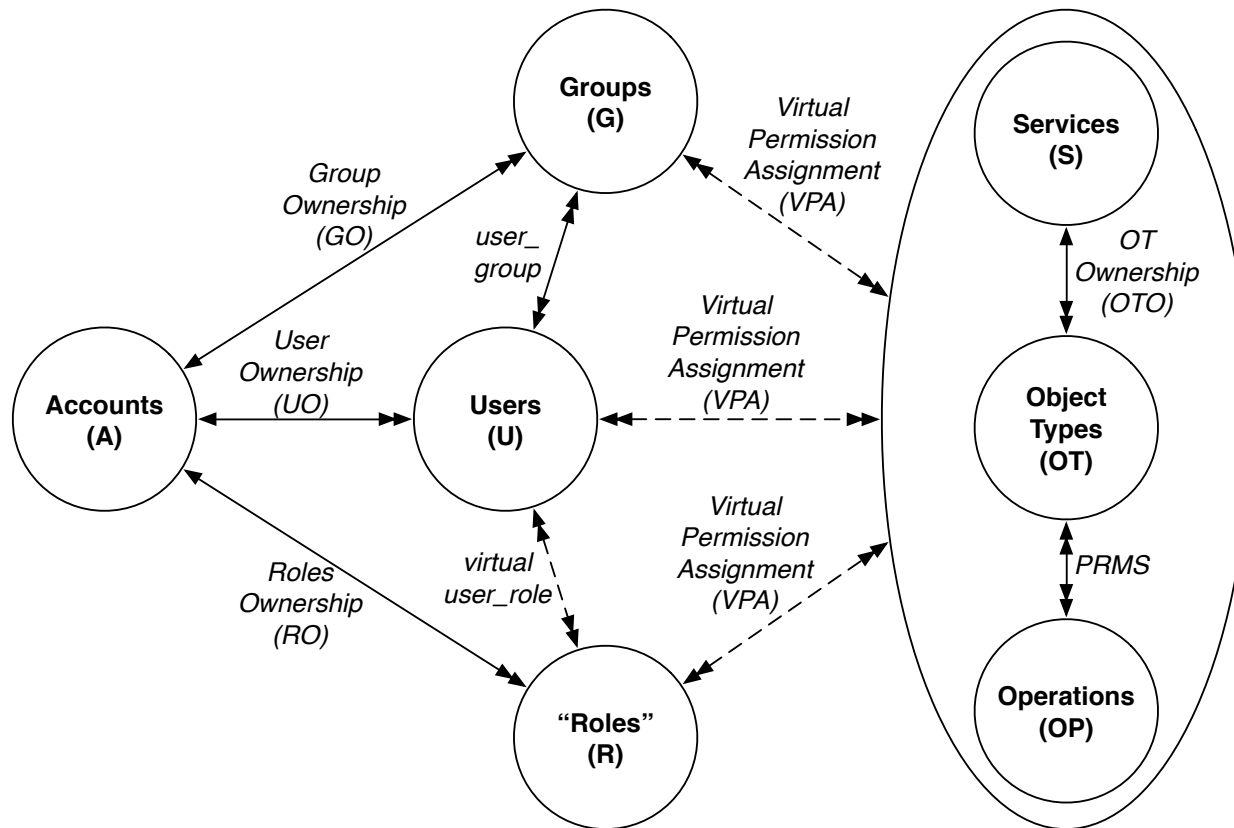 Groups
(G)
Virtual
Permission
Assignment
(VPA)
Services
(S)
Group
Ownership
(GO)
user_
group
OT
Ownership
(OTO)
User
Ownership
(UO)
Virtual
Permission
Assignment
(VPA)
Accounts
(A)
Users
(U)
Object
Types
(OT)
Roles
Ownership
(RO)
virtual
user_role
Virtual
Permission
Assignment
(VPA)
PRMS
“Roles”
(R)
Operations
(OP)